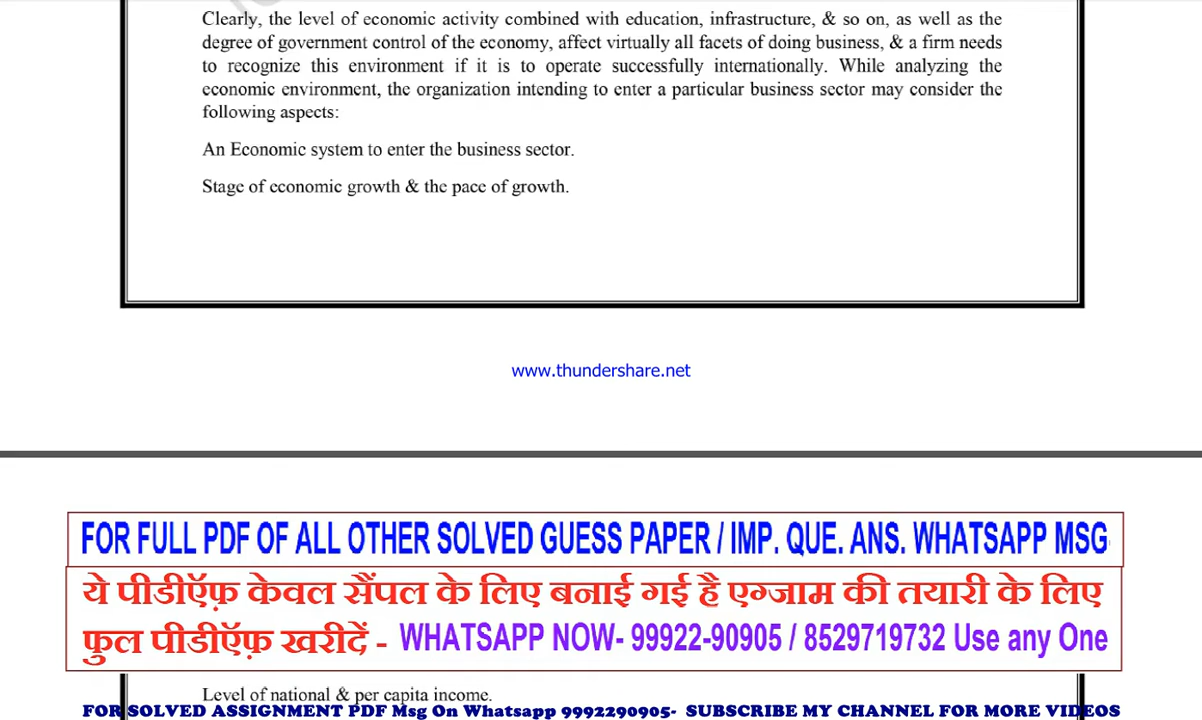 Clearly, the level of economic activity combined with education, infrastructure, & so on, as well as the
degree of government control of the economy, affect virtually all facets of doing business, & a firm needs
to recognize this environment if it is to operate successfully internationally. While analyzing the
economic environment, the organization intending to enter a particular business sector may consider the
following aspects:
An Economic system to enter the business sector.
Stage of economic growth & the pace of growth.
www.thundershare.net
FOR FULL PDF OF ALL OTHER SOLVED GUESS PAPER / IMP. QUE. ANS. WHATSAPP MSG
ये पीडीऍफ़ केवल सैंपल के लिए बनाई गई है एग्जाम की तयारी के लिए
फुल पीडीऍफ़ खरीदें - WHATSAPP NOW- 99922-90905 / 8529719732 Use any One
Level of national & per capita income.
FOR SOLVED ASSIGNMENT PDF Msg On Whatsapp 9992290905- SUBSCRIBE MY CHANNEL FOR MORE VIDEOS